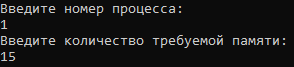 Введите номер процесса:
1
Введите количество требуемой памяти:
15